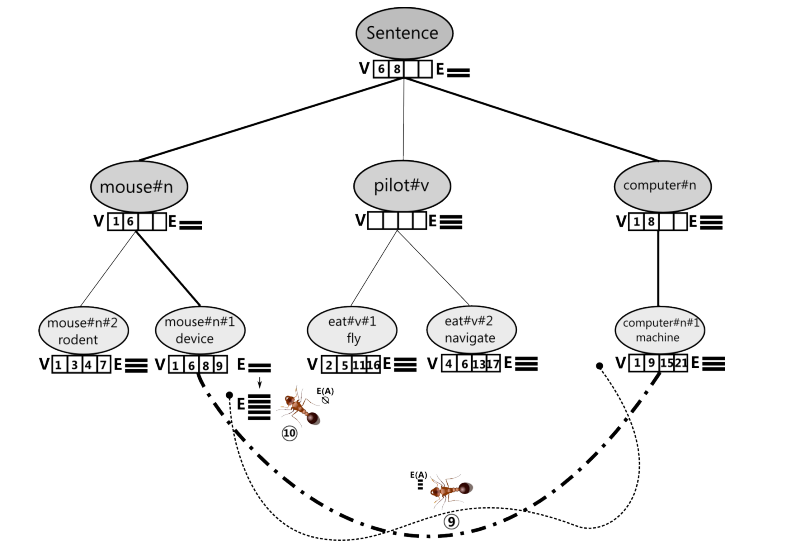 Sentence
V 6 8 E
mouse#n
pilot#v
computer#n
V 1 6 E
V E
V 1 8 E
mouse#n#2
rodent
mouse#n#1
device
eat#v#1
fly
eat#v#2
navigate
computer#n#1
machine
V 1 3 4 7 E
V 1 6 8 9 E
V 2 5 11 16 E
V 4 6 13 17 E
V 1 9 15 21 E
E
E(A)
10
E(A)
9